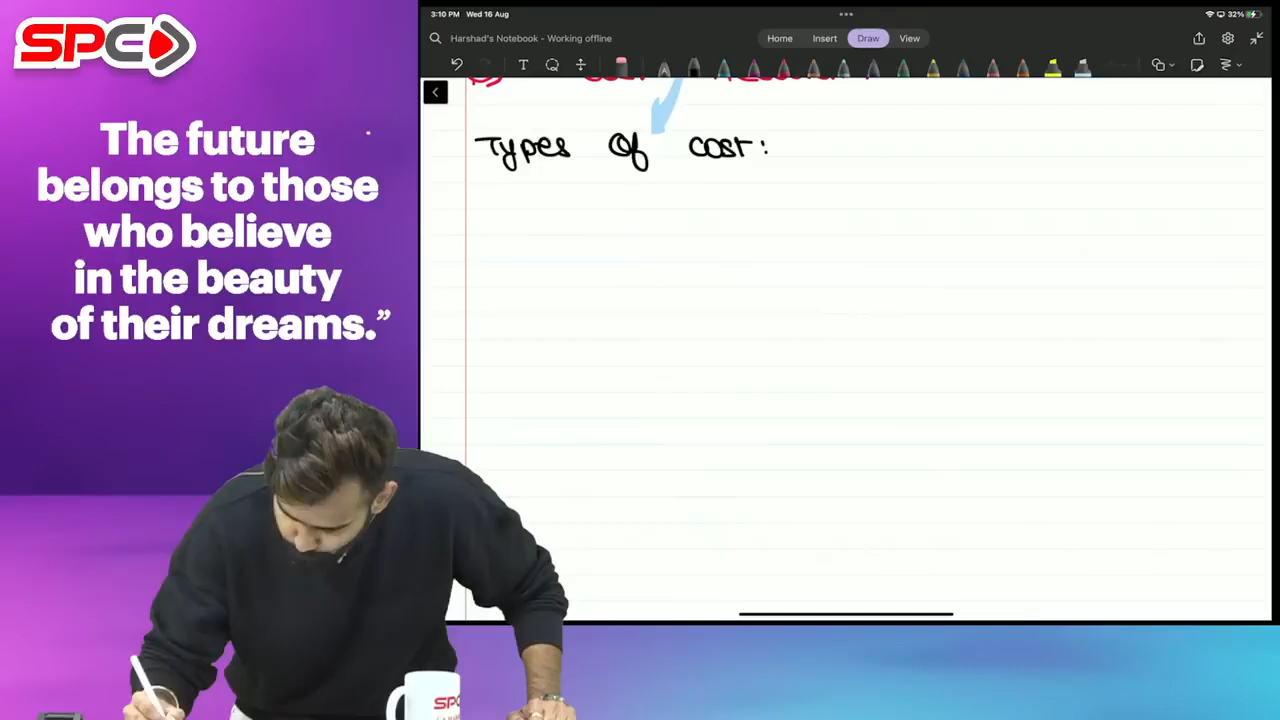 SPC
The future
belongs to those
who believe
in the beauty
of their dreams.”
3:10 PM Wed 16 Aug
32%
Harshad's Notebook - Working offline
Home Insert Draw View
T
Types Of cost:
SPC